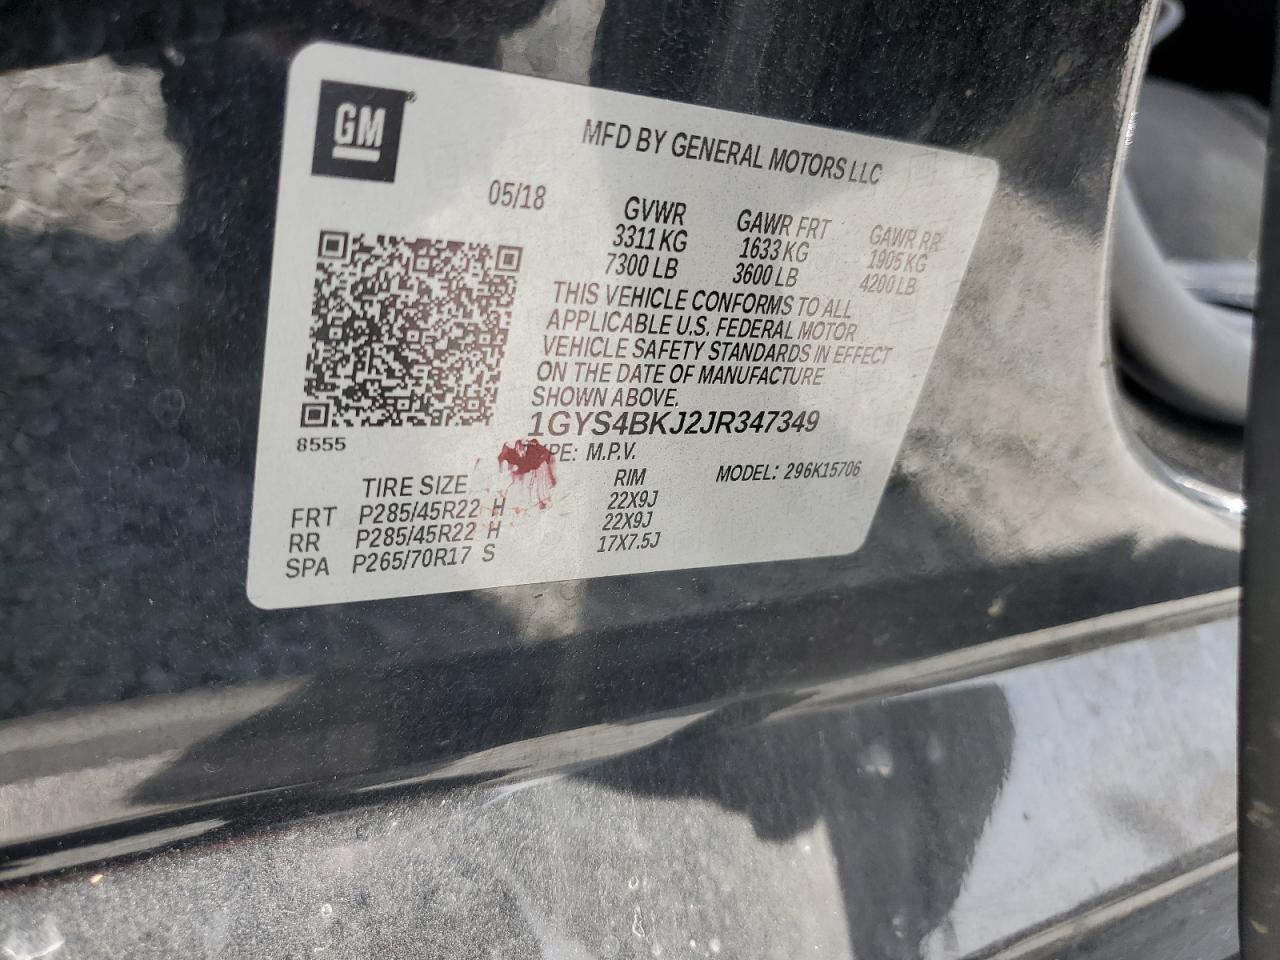 GM
MFD BY GENERAL MOTORS LLC
05/18
GVWR GAWR FRT GAWR RR
3311 KG 1633 KG 1905 KG
7300 LB 3600 LB 4200 LB
THIS VEHICLE CONFORMS TO ALL
APPLICABLE U.S. FEDERAL MOTOR
VEHICLE SAFETY STANDARDS IN EFFECT
ON THE DATE OF MANUFACTURE
SHOWN ABOVE.
1GYS4BKJ2JR347349
8555
TYPE: M.P.V.
MODEL: 296K15706
TIRE SIZE RIM
FRT P285/45R22 H 22X9J
RR P285/45R22 H 22X9J
SPA P265/70R17 S 17X7.5J